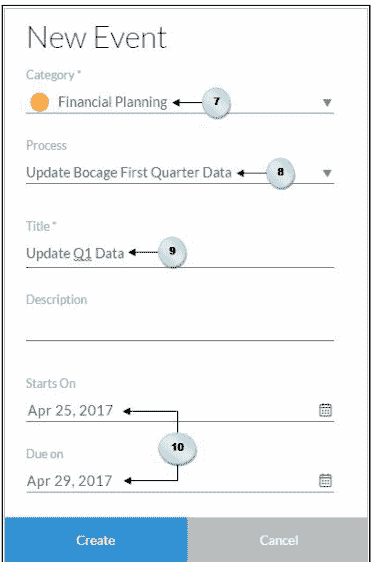 New Event
Category *
Financial Planning
7
Process
Update Bocage First Quarter Data
8
Title *
Update Q1 Data
9
Description
Starts On
Apr 25, 2017
10
Due on
Apr 29, 2017
Create
Cancel